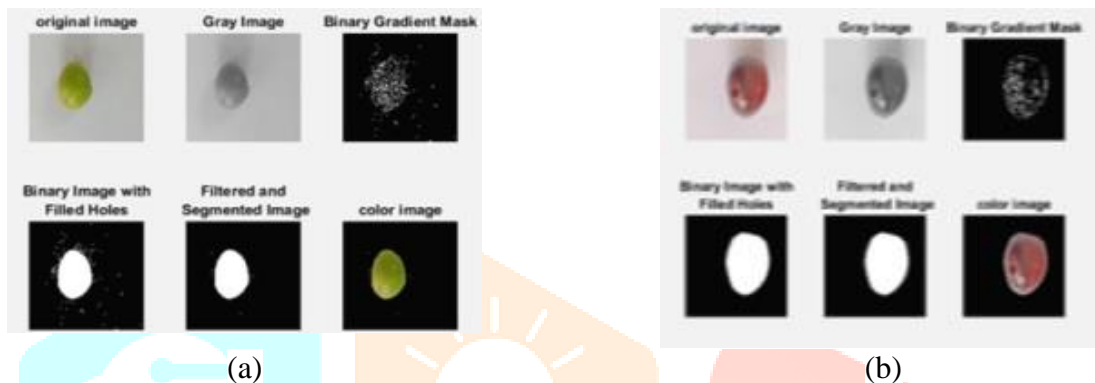 original image
Gray Image
Binary Gradient Mask
Binary Image with
Filled Holes
Filtered and
Segmented Image
color image
(a)
original image
Gray Image
Binary Gradient Mask
Binary Image with
Filled Holes
Filtered and
Segmented Image
color image
(b)